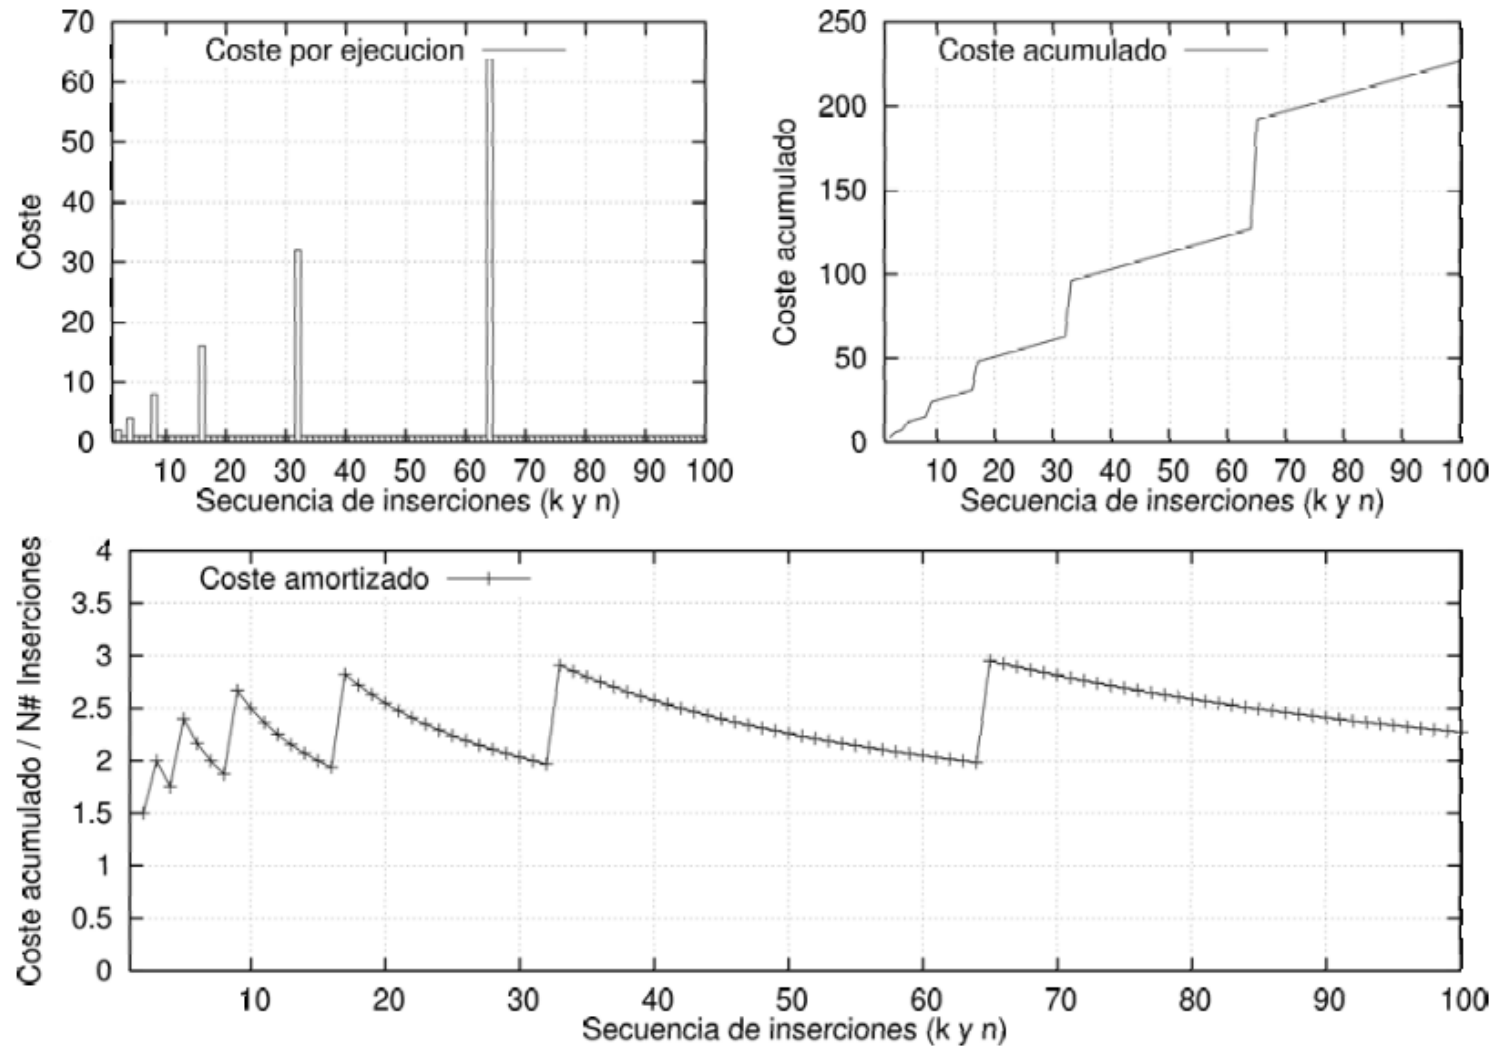 70
60
50
40
30
20
10
0
Coste
Coste por ejecucion
10 20 30 40 50 60 70 80 90 100
Secuencia de inserciones (k y n)
250
200
150
100
50
0
Coste acumulado
Coste acumulado
10 20 30 40 50 60 70 80 90 100
Secuencia de inserciones (k y n)
4
3.5
3
2.5
2
1.5
1
0.5
0
Coste acumulado / N# Inserciones
Coste amortizado
10 20 30 40 50 60 70 80 90 100
Secuencia de inserciones (k y n)